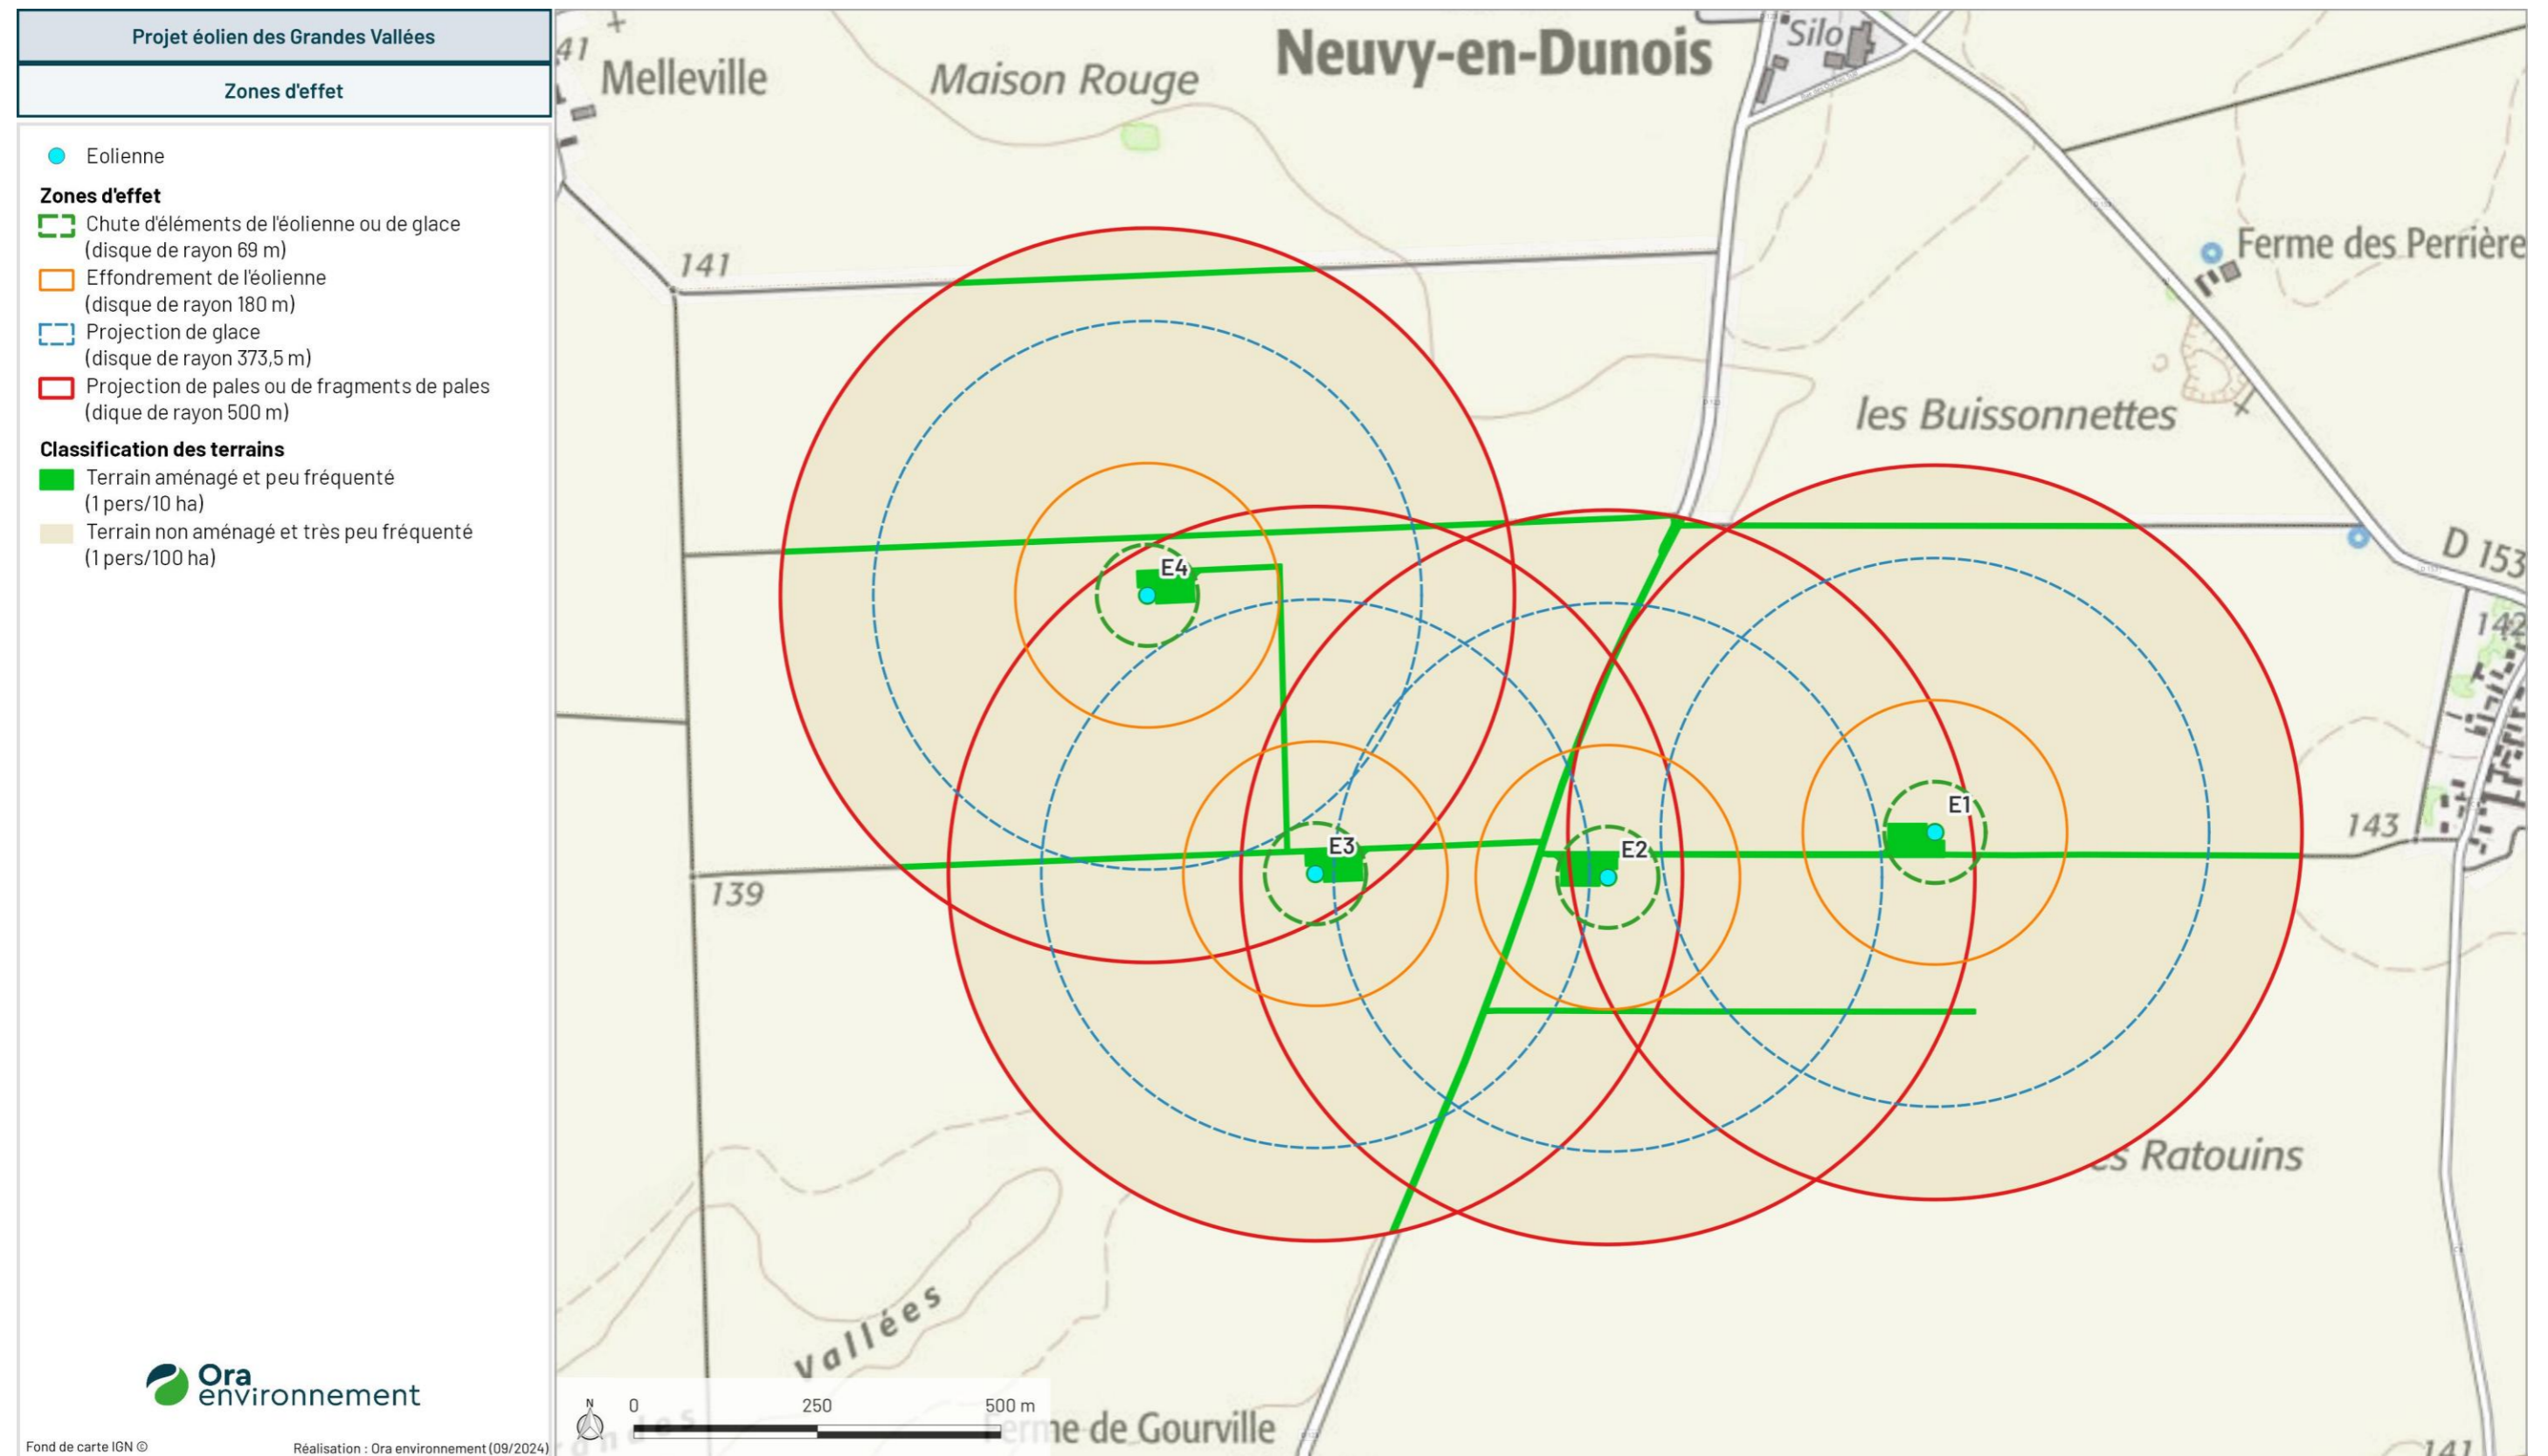 Projet éolien des Grandes Vallées
Zones d'effet
Eolienne
Zones d'effet
Chute d'éléments de l'éolienne ou de glace
(disque de rayon 69 m)
Effondrement de l'éolienne
(disque de rayon 180 m)
Projection de glace
(disque de rayon 373,5 m)
Projection de pales ou de fragments de pales
(dique de rayon 500 m)
Classification des terrains
Terrain aménagé et peu fréquenté
(1 pers/10 ha)
Terrain non aménagé et très peu fréquenté
(1 pers/100 ha)
Ora
environnement
Fond de carte IGN ©
Réalisation : Ora environnement (09/2024)
41
Melleville
Maison Rouge
Neuvy-en-Dunois
Silo
141
Ferme des Perrière
les Buissonnettes
D 153
142
E4
E1
E3
E2
143
139
Ratouins
Vallées
N
0 250 500 m
me de Gourville
141